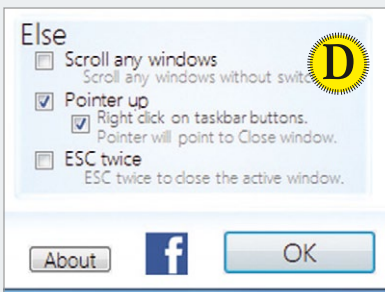 Else
Scroll any windows
Scroll any windows without
D
Pointer up
Right click on taskbar buttons.
Pointer will point to Close window.
ESC twice
ESC twice to close the active window.
About
f
OK